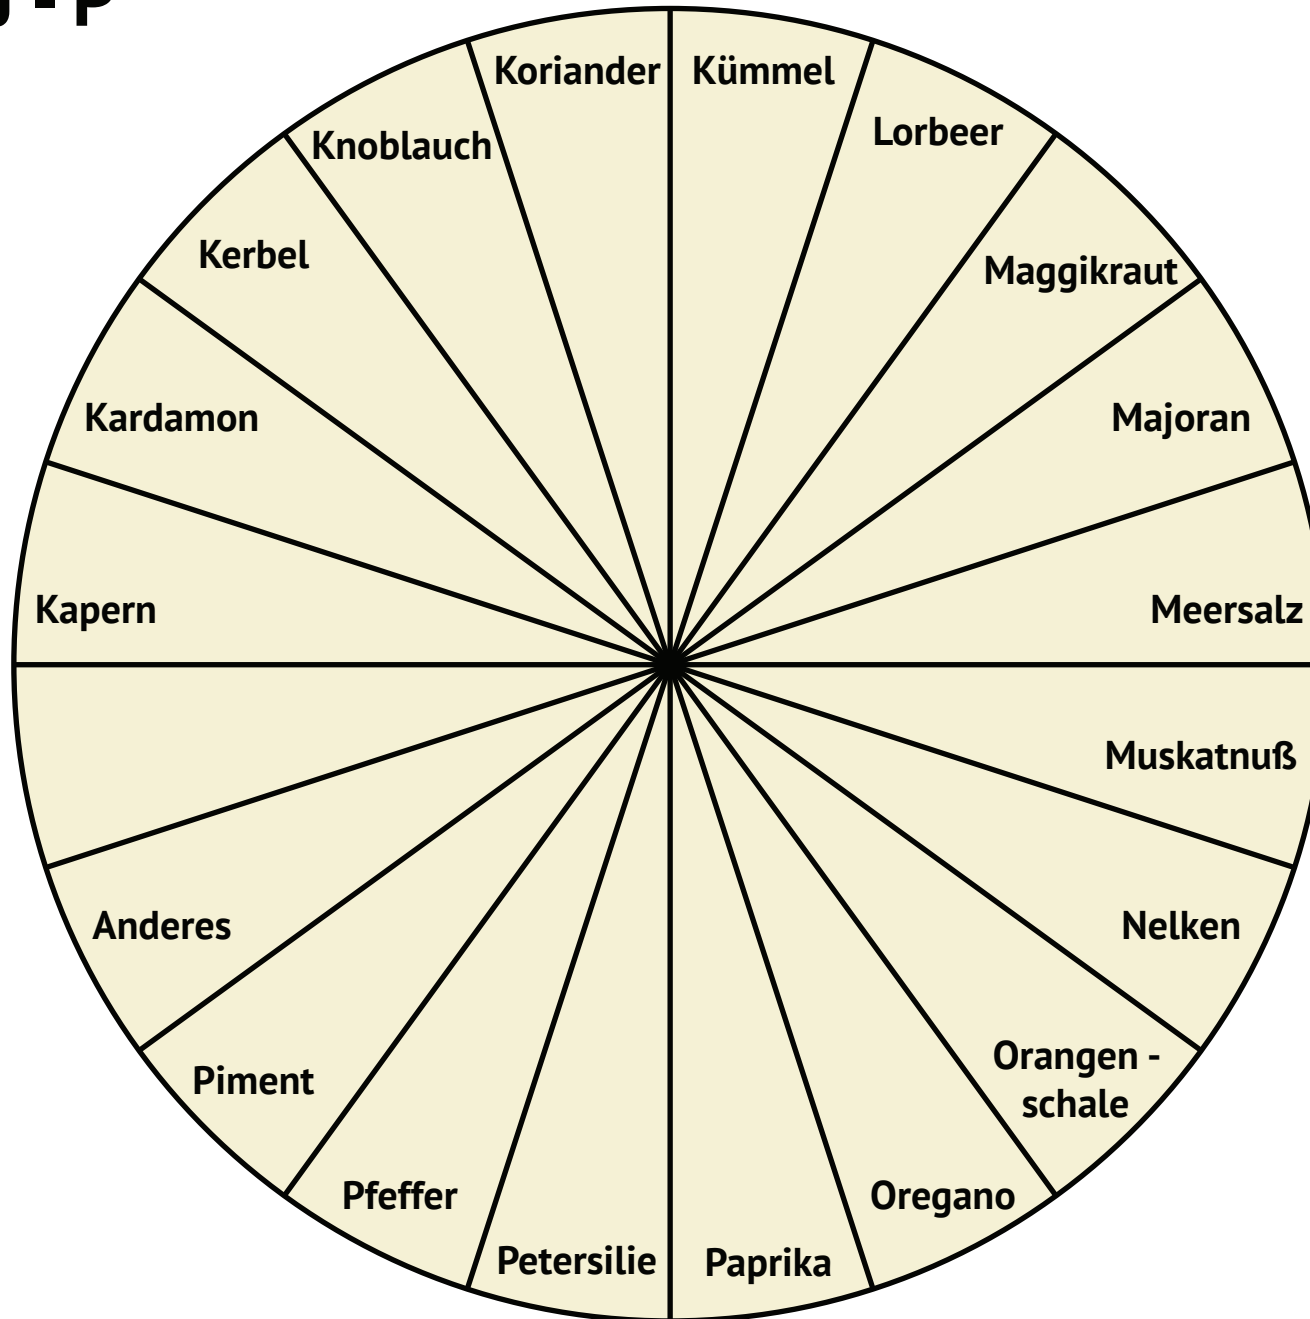 Koriander
Kümmel
Lorbeer
Maggikraut
Majoran
Meersalz
Muskatnuß
Nelken
Orangen -
schale
Oregano
Paprika
Petersilie
Pfeffer
Piment
Anderes
Kapern
Kardamon
Kerbel
Knoblauch